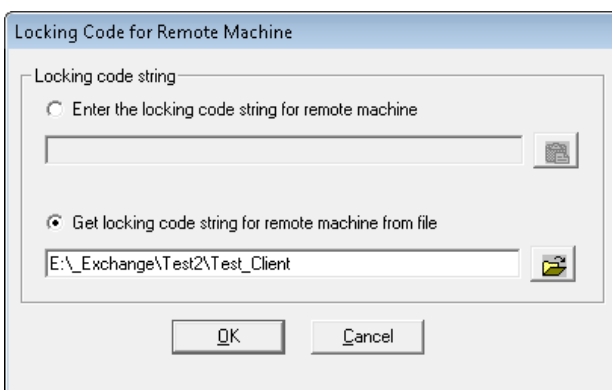 Locking Code for Remote Machine
Locking code string
Enter the locking code string for remote machine
Get locking code string for remote machine from file
E:\_Exchange\Test2\Test_Client
OK
Cancel